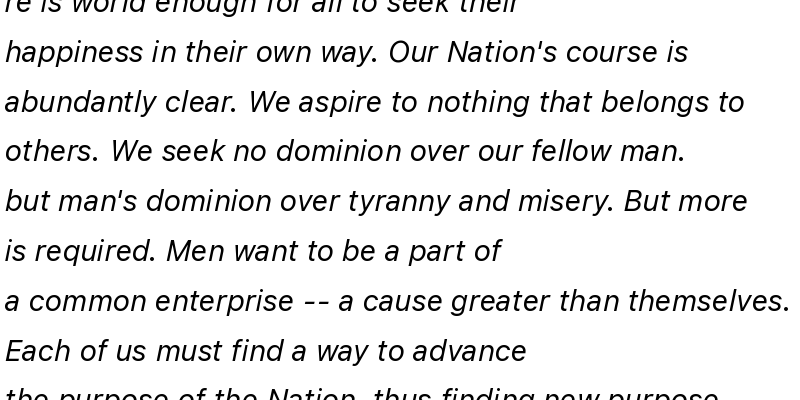 re is world enough for all to seek their
happiness in their own way. Our Nation's course is
abundantly clear. We aspire to nothing that belongs to
others. We seek no dominion over our fellow man.
but man's dominion over tyranny and misery. But more
is required. Men want to be a part of
a common enterprise -- a cause greater than themselves.
Each of us must find a way to advance
the purpose of the Nation, thus finding new purpose